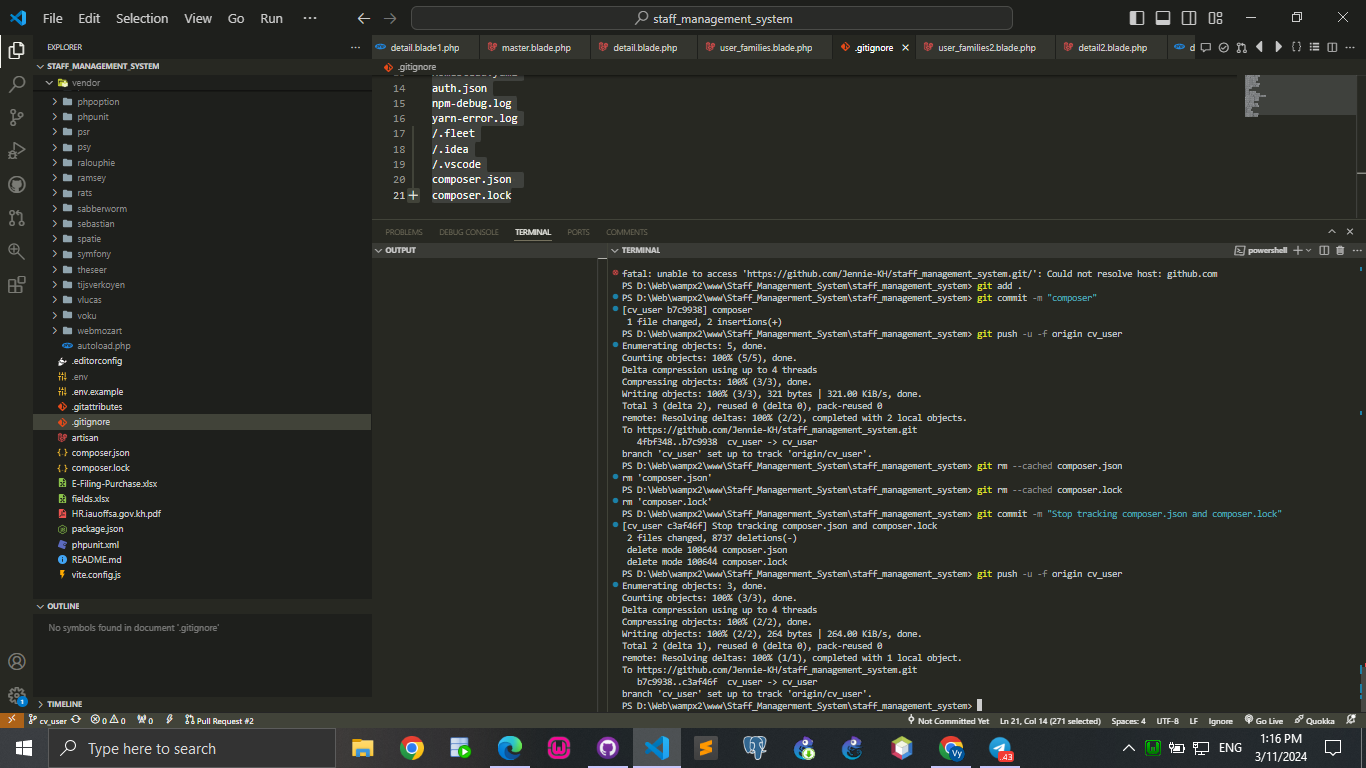 File Edit Selection View Go Run ··· staff_management_system
EXPLORER ···
STAFF_MANAGEMENT_SYSTEM
vendor
phpoption
phpunit
psr
psy
ralouphie
ramsey
rats
sabberworm
sebastian
spatie
symfony
theseer
tijsverkoyen
vlucas
voku
webmozart
autoload.php
.editorconfig
.env
.env.example
.gitattributes
.gitignore
artisan
composer.json
composer.lock
E-Filing-Purchase.xlsx
fields.xlsx
HR.iauoffsa.gov.kh.pdf
package.json
phpunit.xml
README.md
vite.config.js
OUTLINE
No symbols found in document '.gitignore'
TIMELINE
detail.blade1.php master.blade.php detail.blade.php user_families.blade.php .gitignore user_families2.blade.php detail2.blade.php d
.gitignore
14 auth.json
15 npm-debug.log
16 yarn-error.log
17 /.fleet
18 /.idea
19 /.vscode
20 composer.json
21 composer.lock
PROBLEMS DEBUG CONSOLE TERMINAL PORTS COMMENTS
OUTPUT
TERMINAL powershell
fatal: unable to access 'https://github.com/Jennie-KH/staff_management_system.git/': Could not resolve host: github.com
PS D:\Web\wampx2\www\Staff_Managerment_System\staff_management_system> git add .
PS D:\Web\wampx2\www\Staff_Managerment_System\staff_management_system> git commit -m "composer"
[cv_user b7c9938] composer
1 file changed, 2 insertions(+)
PS D:\Web\wampx2\www\Staff_Managerment_System\staff_management_system> git push -u -f origin cv_user
Enumerating objects: 5, done.
Counting objects: 100% (5/5), done.
Delta compression using up to 4 threads
Compressing objects: 100% (3/3), done.
Writing objects: 100% (3/3), 321 bytes | 321.00 KiB/s, done.
Total 3 (delta 2), reused 0 (delta 0), pack-reused 0
remote: Resolving deltas: 100% (2/2), completed with 2 local objects.
To https://github.com/Jennie-KH/staff_management_system.git
4fbf348..b7c9938 cv_user -> cv_user
branch 'cv_user' set up to track 'origin/cv_user'.
PS D:\Web\wampx2\www\Staff_Managerment_System\staff_management_system> git rm --cached composer.json
rm 'composer.json'
PS D:\Web\wampx2\www\Staff_Managerment_System\staff_management_system> git rm --cached composer.lock
rm 'composer.lock'
PS D:\Web\wampx2\www\Staff_Managerment_System\staff_management_system> git commit -m "Stop tracking composer.json and composer.lock"
[cv_user c3af46f] Stop tracking composer.json and composer.lock
2 files changed, 8737 deletions(-)
delete mode 100644 composer.json
delete mode 100644 composer.lock
PS D:\Web\wampx2\www\Staff_Managerment_System\staff_management_system> git push -u -f origin cv_user
Enumerating objects: 3, done.
Counting objects: 100% (3/3), done.
Delta compression using up to 4 threads
Compressing objects: 100% (2/2), done.
Writing objects: 100% (2/2), 264 bytes | 264.00 KiB/s, done.
Total 2 (delta 1), reused 0 (delta 0), pack-reused 0
remote: Resolving deltas: 100% (1/1), completed with 1 local object.
To https://github.com/Jennie-KH/staff_management_system.git
b7c9938..c3af46f cv_user -> cv_user
branch 'cv_user' set up to track 'origin/cv_user'.
PS D:\Web\wampx2\www\Staff_Managerment_System\staff_management_system>
cv_user 0 0 0 Pull Request #2 Not Committed Yet Ln 21, Col 14 (271 selected) Spaces: 4 UTF-8 LF Ignore Go Live Quokka
Type here to search
Vy
43
ENG
1:16 PM
3/11/2024